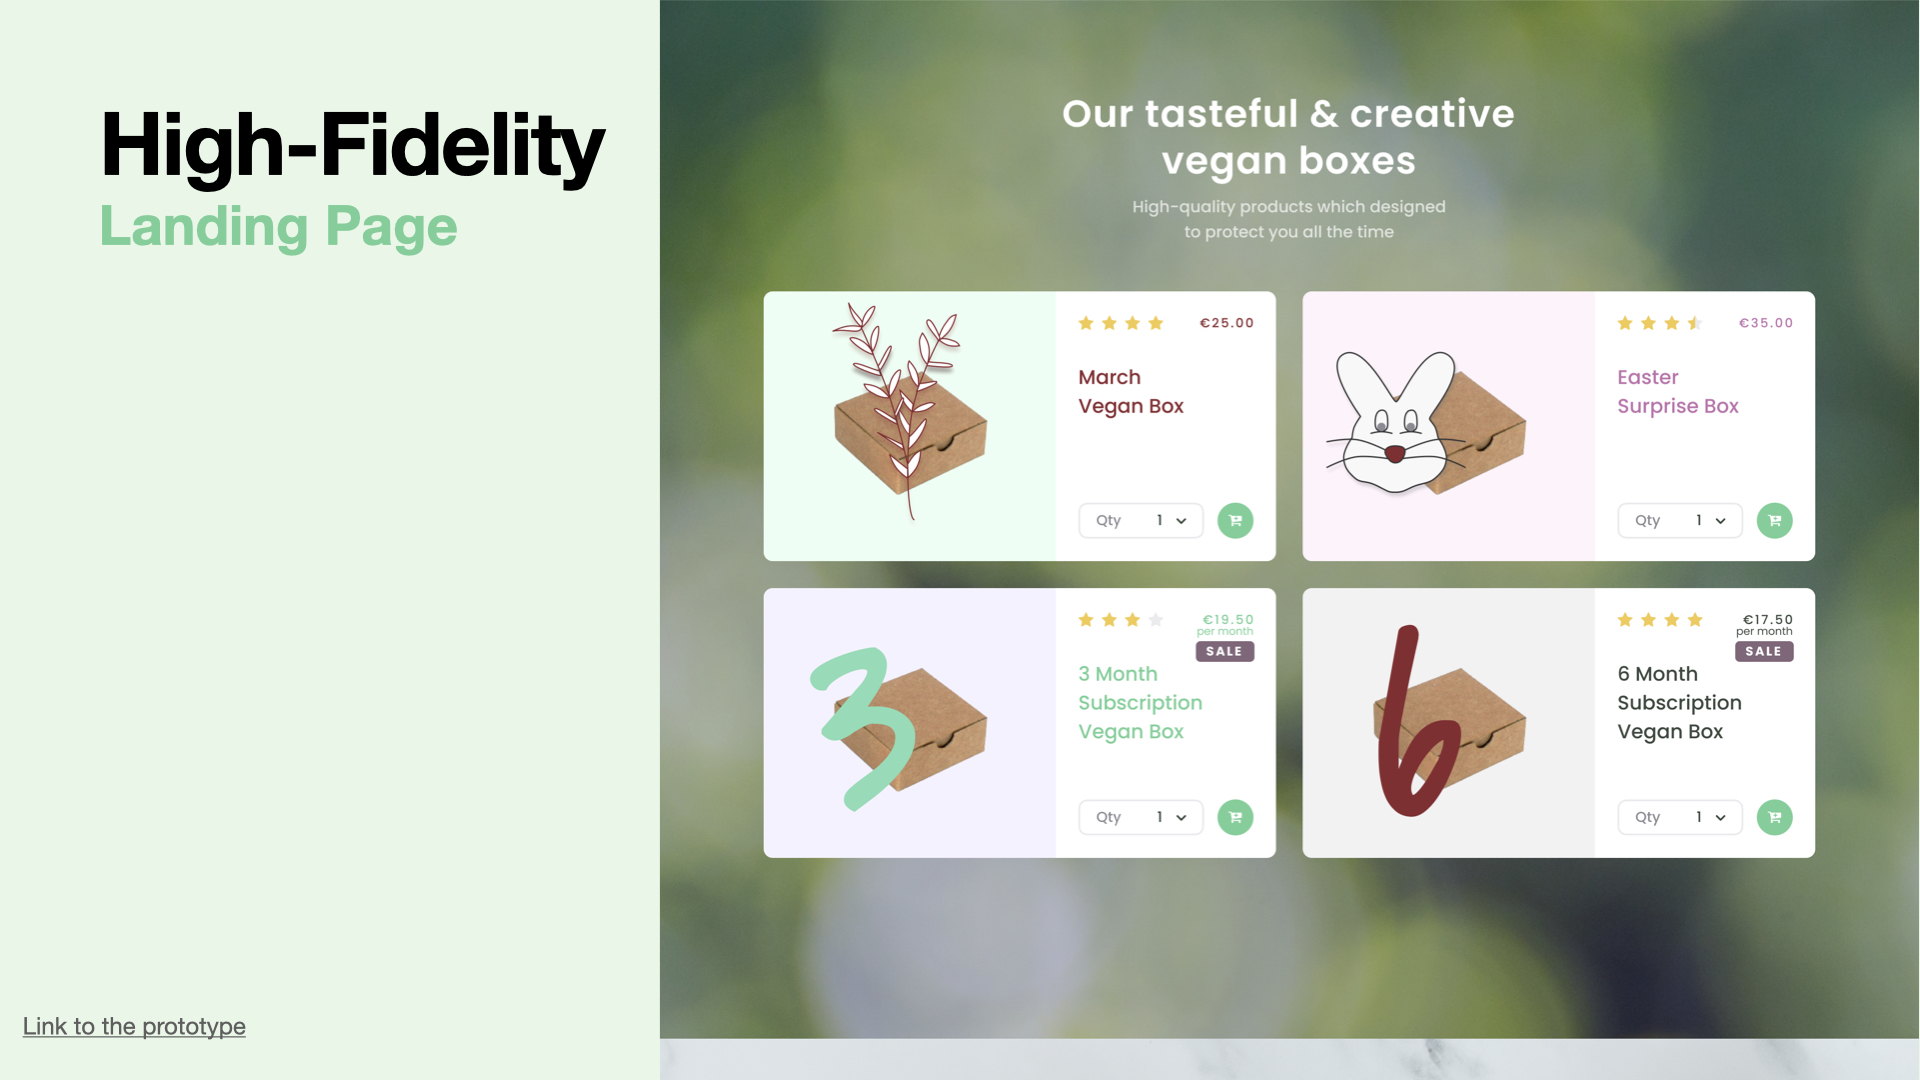 High-Fidelity
Landing Page
Our tasteful & creative
vegan boxes
High-quality products which designed
to protect you all the time
€25.00
March
Vegan Box
Qty 1
€35.00
Easter
Surprise Box
Qty 1
3
€19.50
per month
SALE
3 Month
Subscription
Vegan Box
Qty 1
6
€17.50
per month
SALE
6 Month
Subscription
Vegan Box
Qty 1
Link to the prototype